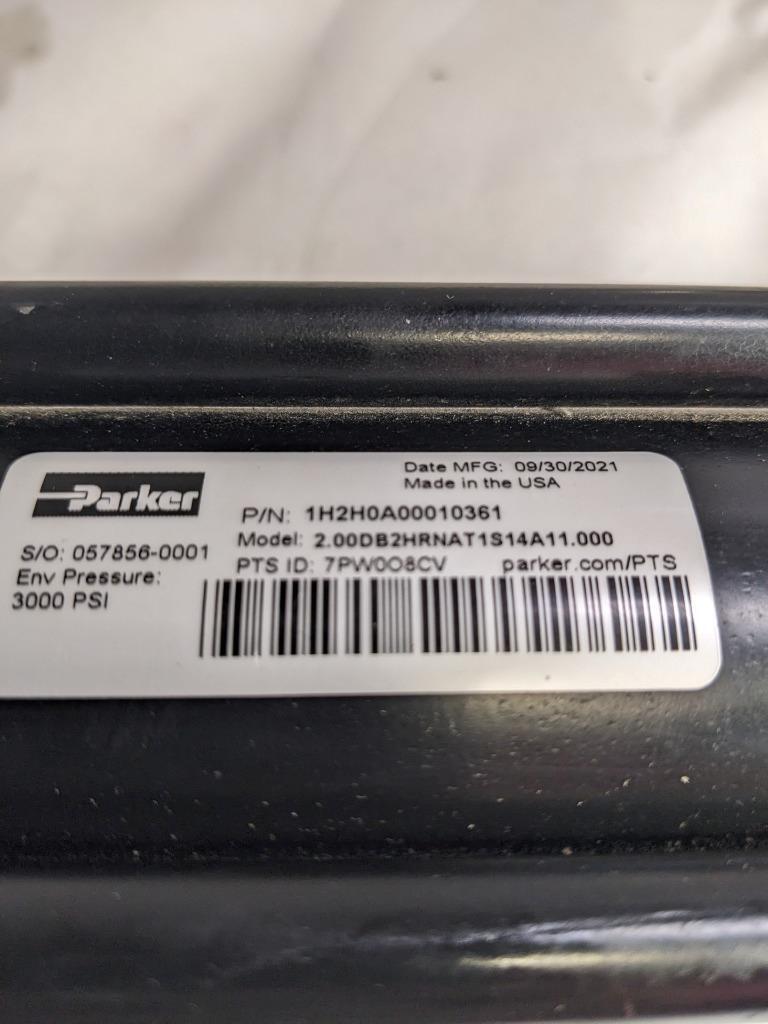 Parker
Date MFG: 09/30/2021
Made in the USA
P/N: 1H2H0A00010361
Model: 2.00DB2HRNAT1S14A11.000
S/O: 057856-0001
PTS ID: 7PW0O8CV parker.com/PTS
Env Pressure:
3000 PSI